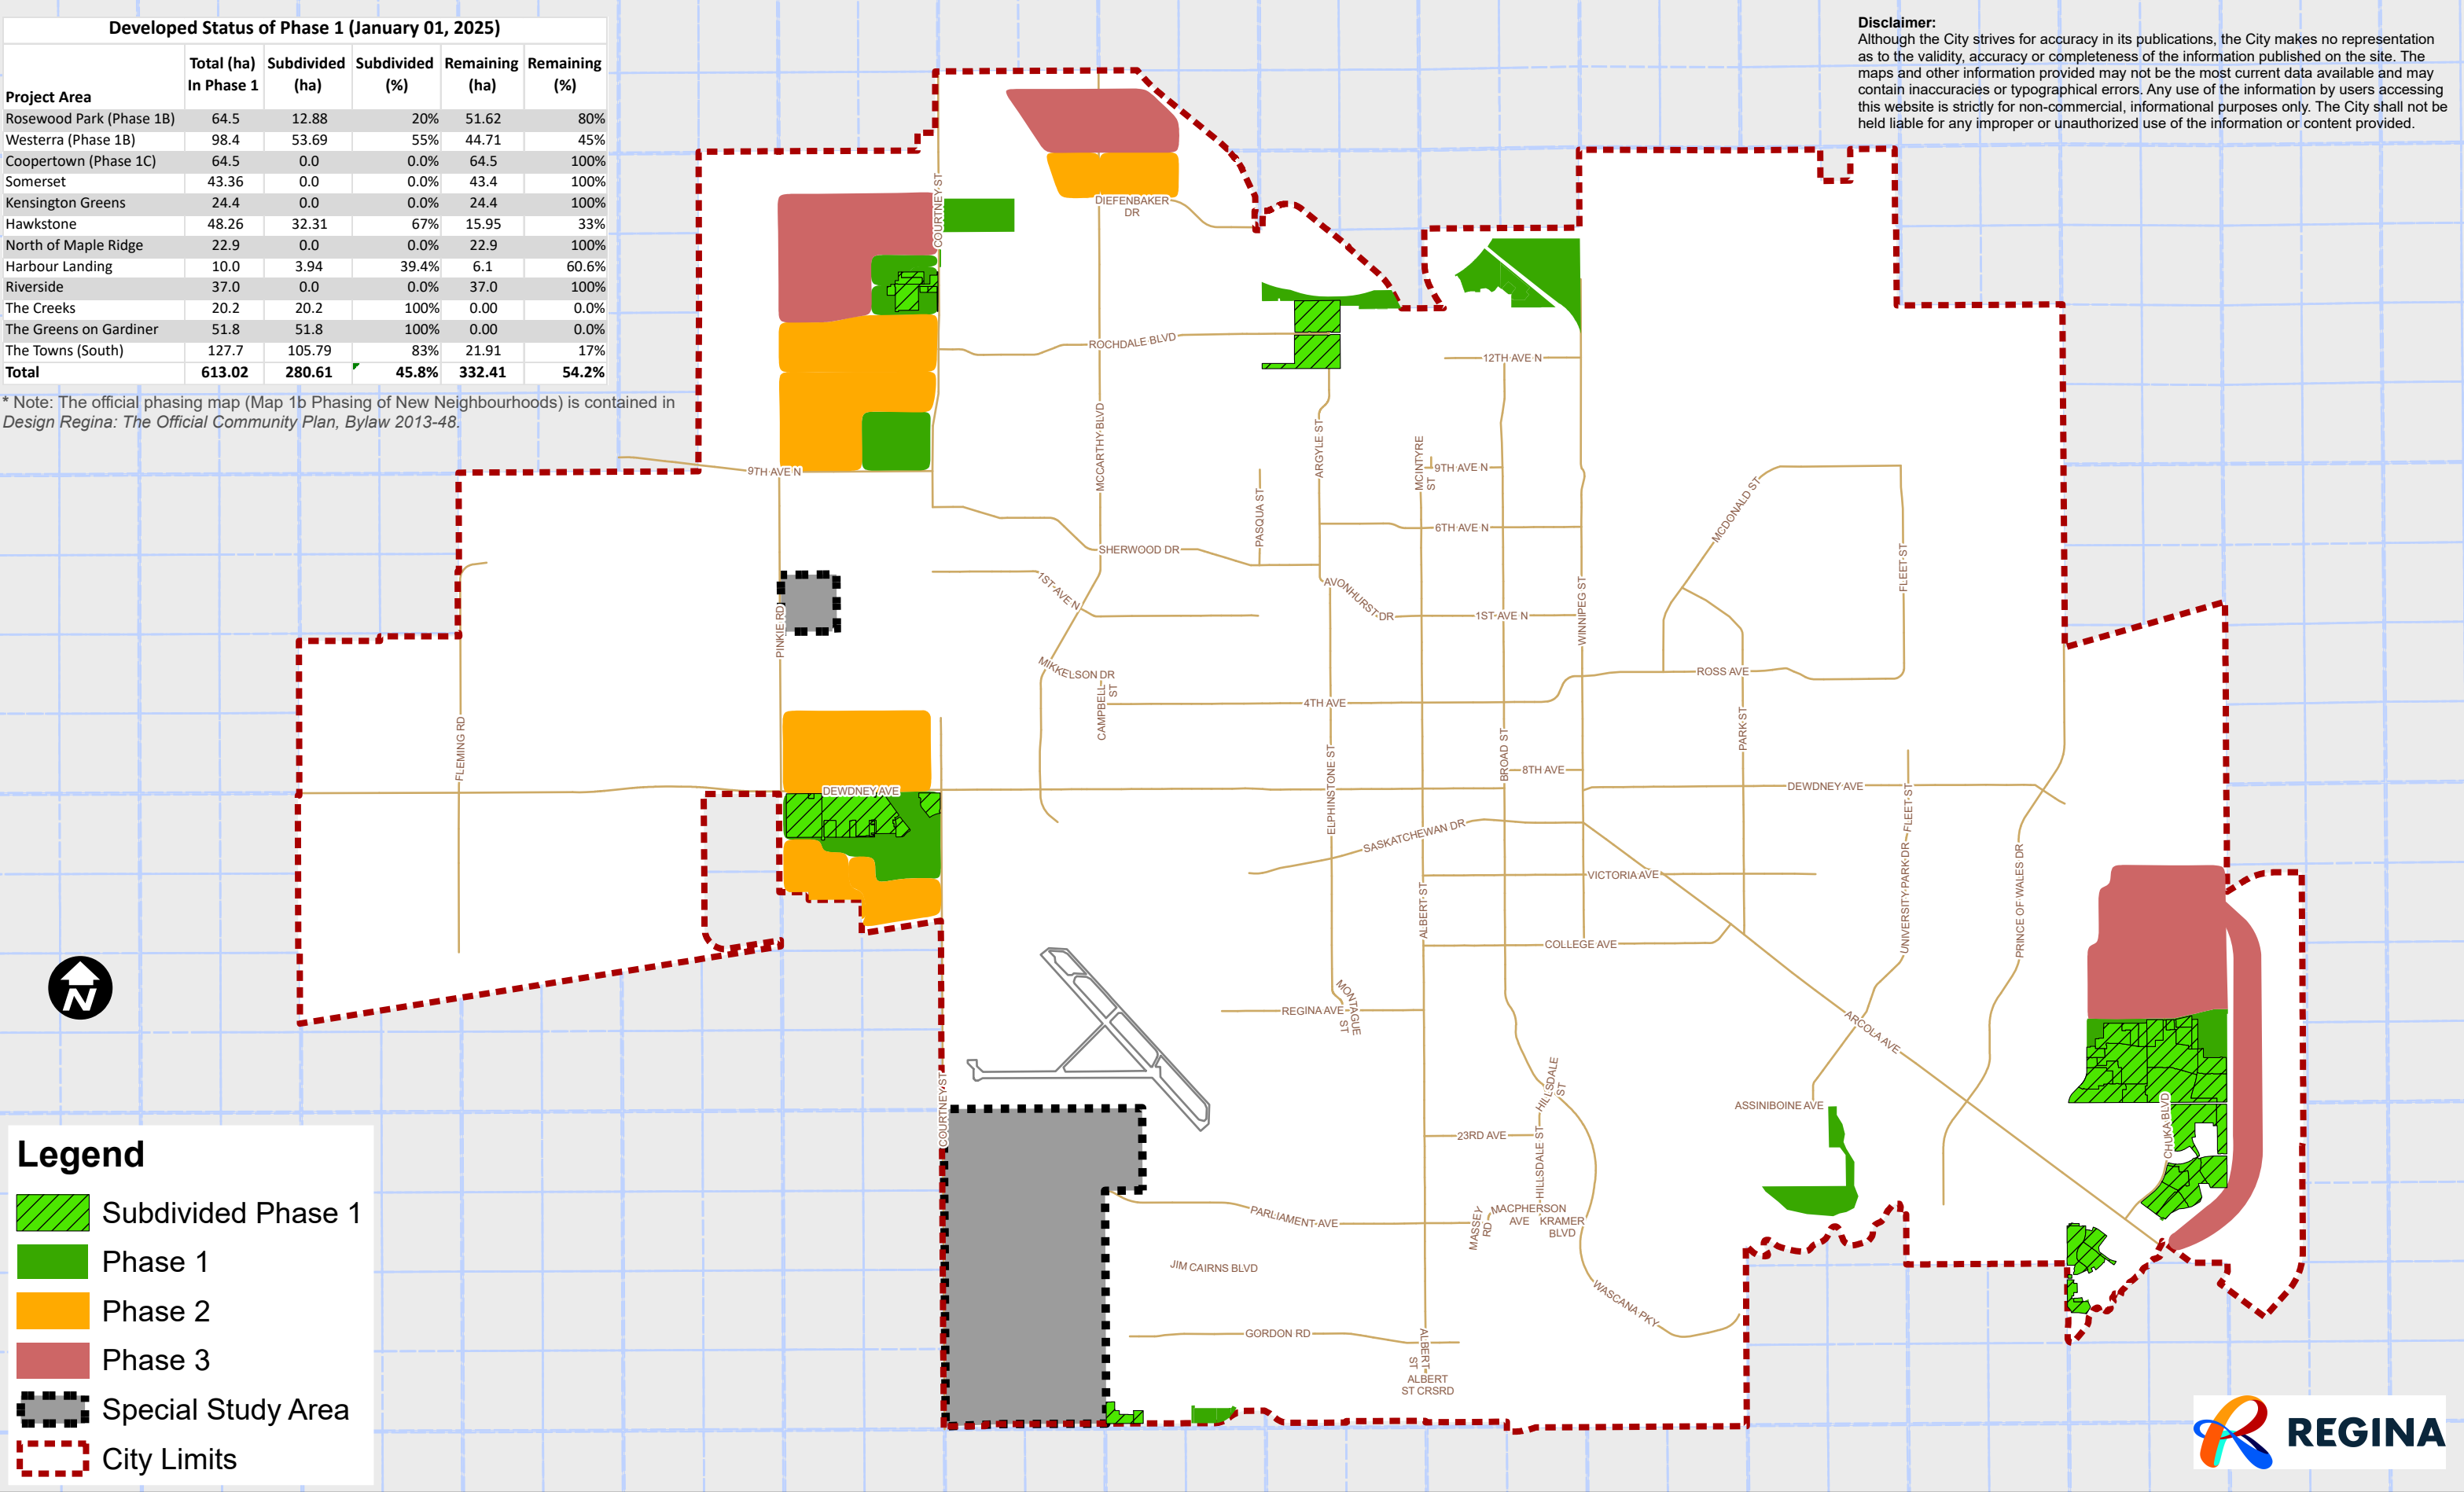 Developed Status of Phase 1 (January 01, 2025)
Project Area Total (ha) In Phase 1 Subdivided (ha) Subdivided (%) Remaining (ha) Remaining (%)
Rosewood Park (Phase 1B) 64.5 12.88 20% 51.62 80%
Westerra (Phase 1B) 98.4 53.69 55% 44.71 45%
Coopertown (Phase 1C) 64.5 0.0 0.0% 64.5 100%
Somerset 43.36 0.0 0.0% 43.4 100%
Kensington Greens 24.4 0.0 0.0% 24.4 100%
Hawkstone 48.26 32.31 67% 15.95 33%
North of Maple Ridge 22.9 0.0 0.0% 22.9 100%
Harbour Landing 10.0 3.94 39.4% 6.1 60.6%
Riverside 37.0 0.0 0.0% 37.0 100%
The Creeks 20.2 20.2 100% 0.00 0.0%
The Greens on Gardiner 51.8 51.8 100% 0.00 0.0%
The Towns (South) 127.7 105.79 83% 21.91 17%
Total 613.02 280.61 45.8% 332.41 54.2%
* Note: The official phasing map (Map 1b Phasing of New Neighbourhoods) is contained in
Design Regina: The Official Community Plan, Bylaw 2013-48.
Disclaimer:
Although the City strives for accuracy in its publications, the City makes no representation
as to the validity, accuracy or completeness of the information published on the site. The
maps and other information provided may not be the most current data available and may
contain inaccuracies or typographical errors. Any use of the information by users accessing
this website is strictly for non-commercial, informational purposes only. The City shall not be
held liable for any improper or unauthorized use of the information or content provided.
COURTNEY ST
DIEFENBAKER
DR
ROCHDALE BLVD
12TH AVE N
MCCARTHY BLVD
ARGYLE ST
MCINTYRE
ST
9TH AVE N
9TH AVE N
PASQUA ST
6TH AVE N
MCDONALD ST
SHERWOOD DR
FLEET ST
1ST AVE N
AVONHURST DR
1ST AVE N
WINNIPEG ST
PINKIE RD
MIKKELSON DR
CAMPBELL
ST
ROSS AVE
4TH AVE
FLEMING RD
PARK ST
BROAD ST
8TH AVE
ELPHINSTONE ST
DEWDNEY AVE
DEWDNEY AVE
FLEET ST
SASKATCHEWAN DR
VICTORIA AVE
ALBERT ST
UNIVERSITY PARK DR
PRINCE OF WALES DR
COLLEGE AVE
REGINA AVE
MONTAGUE
ST
ARCOLA AVE
COURTNEY ST
HILLSDALE
ST
ASSINIBOINE AVE
CHUKA BLVD
23RD AVE
HILLSDALE ST
PARLIAMENT AVE
MASSEY
RD
MACPHERSON
AVE
KRAMER
BLVD
JIM CAIRNS BLVD
WASCANA PKY
GORDON RD
ALBERT
ST
ALBERT
ST CRSRD
N
Legend
Subdivided Phase 1
Phase 1
Phase 2
Phase 3
Special Study Area
City Limits
REGINA